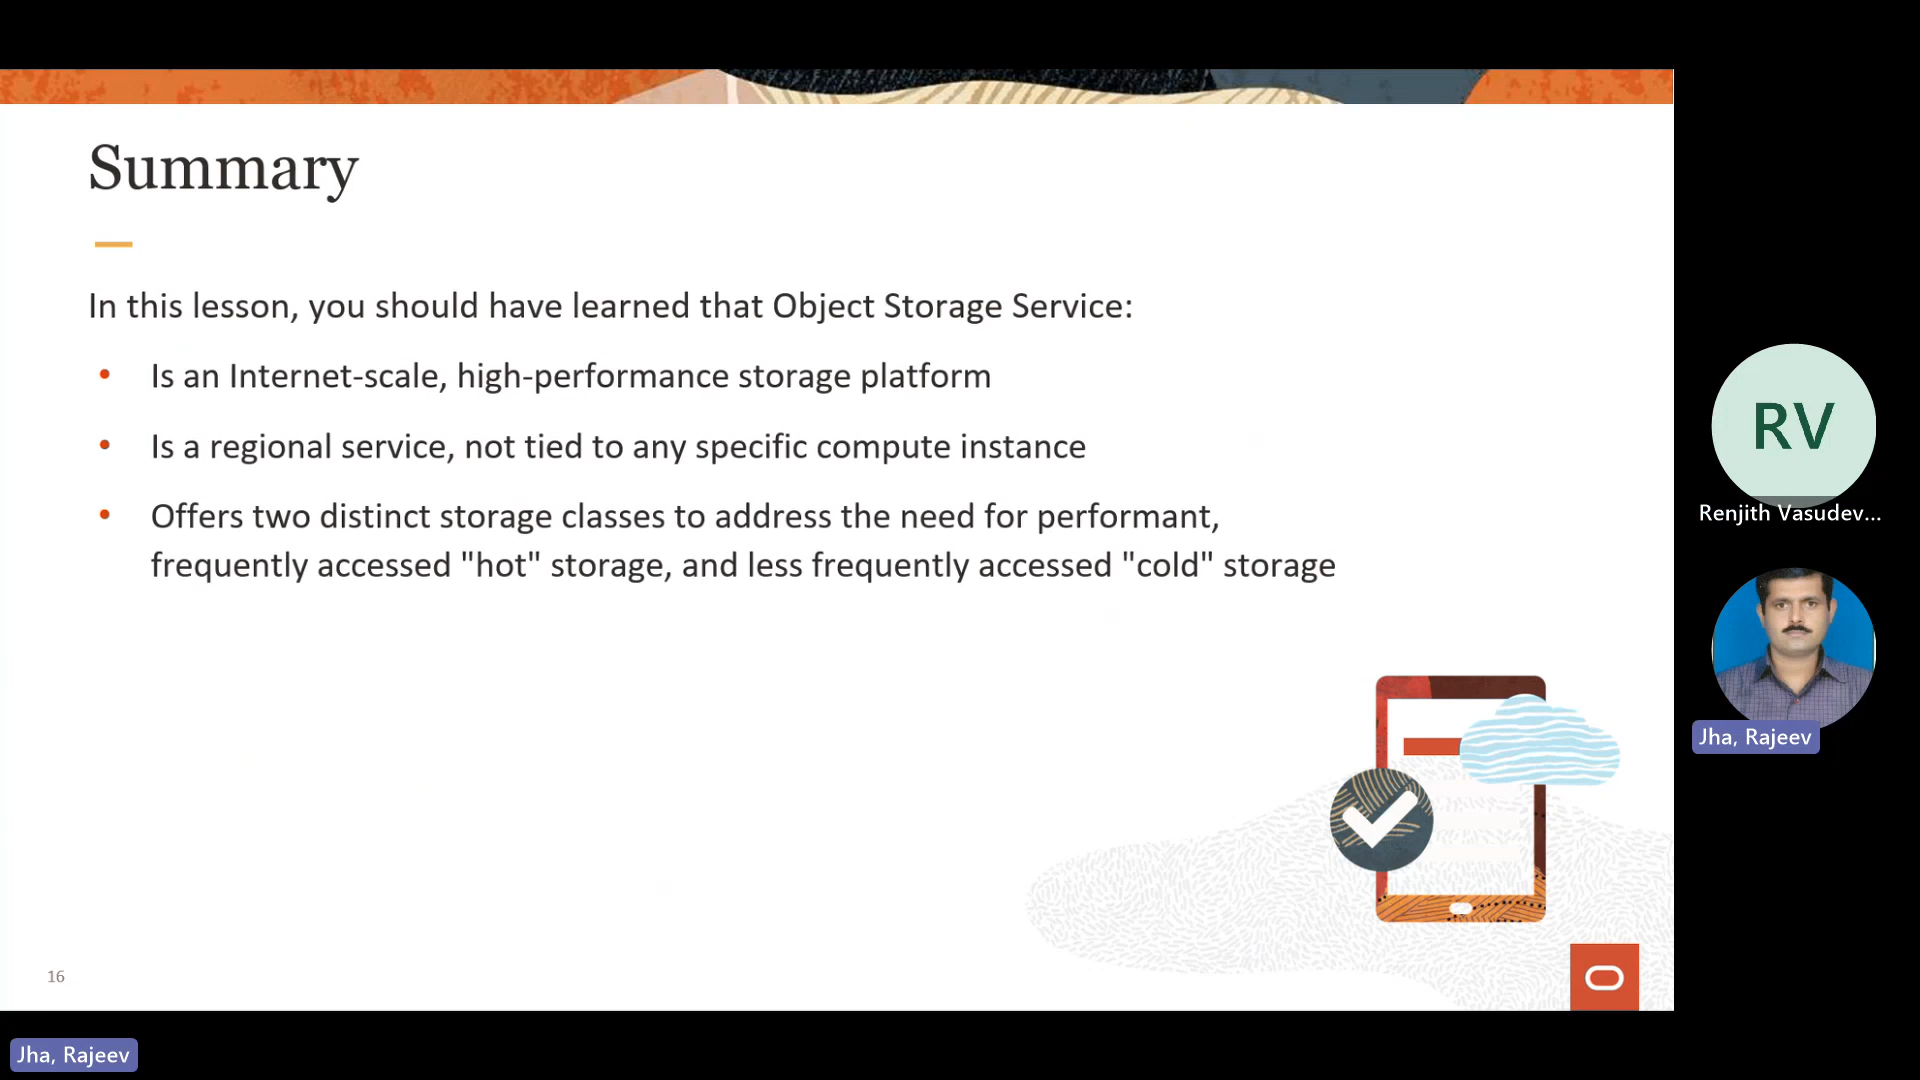 Summary
In this lesson, you should have learned that Object Storage Service:
• Is an Internet-scale, high-performance storage platform
• Is a regional service, not tied to any specific compute instance
• Offers two distinct storage classes to address the need for performant,
frequently accessed "hot" storage, and less frequently accessed "cold" storage
16
RV
Renjith Vasudev...
Jha, Rajeev
Jha, Rajeev